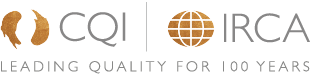 CQI IRCA
LEADING QUALITY FOR 100 YEARS